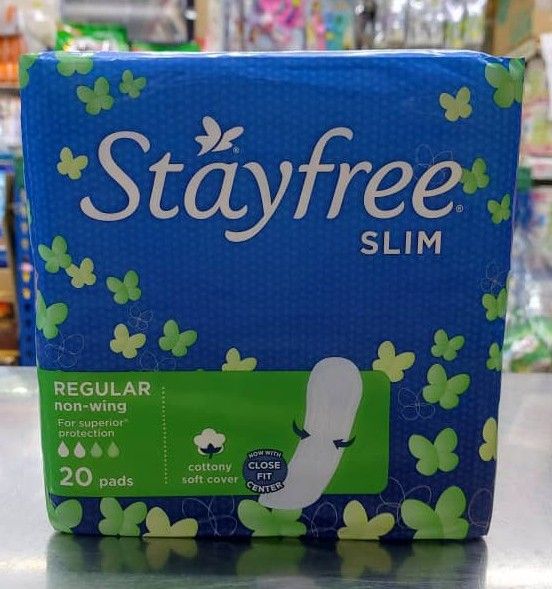 Stayfree®
SLIM
REGULAR
non-wing
For superior*
protection
20 pads
cottony
soft cover
NOW WITH
CLOSE
FIT
CENTER